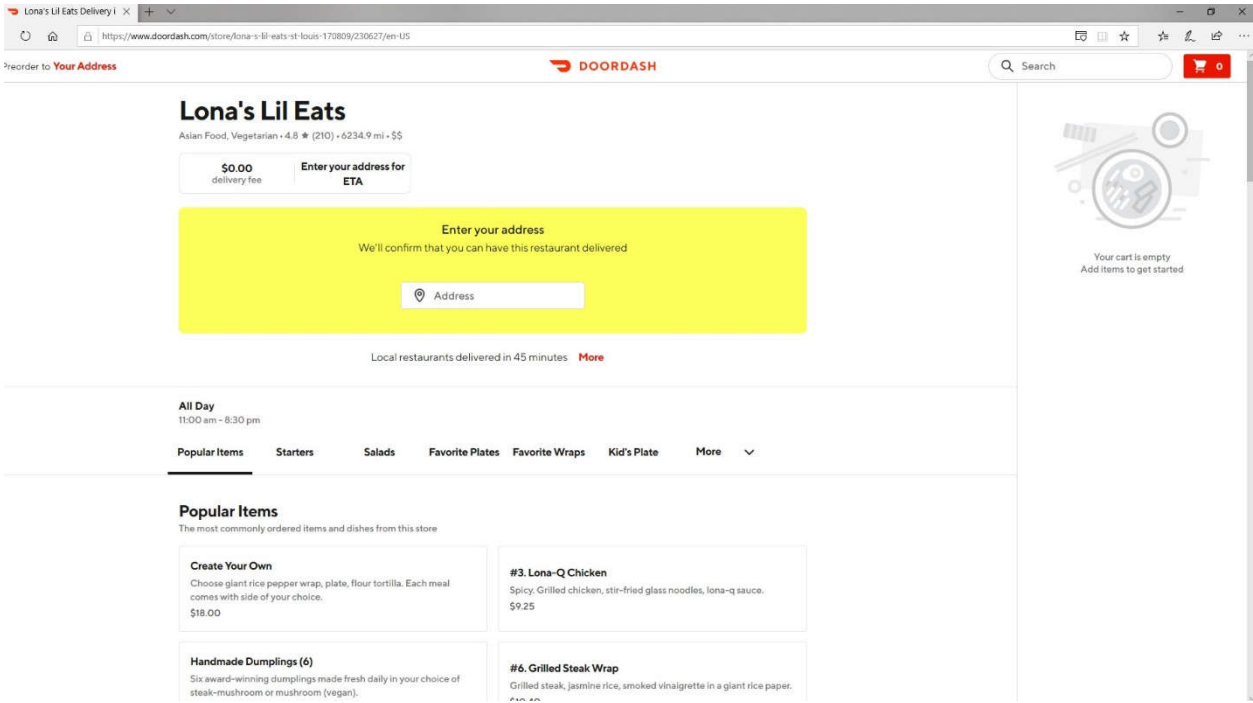 Lona's Lil Eats Delivery i
https://www.doordash.com/store/lona-s-lil-eats-st-louis-170809/230627/en-US
Preorder to Your Address
DOORDASH
Search
0
Lona's Lil Eats
Asian Food, Vegetarian • 4.8 ★ (210) • 6234.9 mi • $$
$0.00
delivery fee
Enter your address for
ETA
Enter your address
We'll confirm that you can have this restaurant delivered
Address
Local restaurants delivered in 45 minutes More
Your cart is empty
Add items to get started
All Day
11:00 am - 8:30 pm
Popular Items Starters Salads Favorite Plates Favorite Wraps Kid's Plate More
Popular Items
The most commonly ordered items and dishes from this store
Create Your Own
Choose giant rice pepper wrap, plate, flour tortilla. Each meal
comes with side of your choice.
$18.00
#3. Lona-Q Chicken
Spicy. Grilled chicken, stir-fried glass noodles, lona-q sauce.
$9.25
Handmade Dumplings (6)
Six award-winning dumplings made fresh daily in your choice of
steak-mushroom or mushroom (vegan).
#6. Grilled Steak Wrap
Grilled steak, jasmine rice, smoked vinaigrette in a giant rice paper.